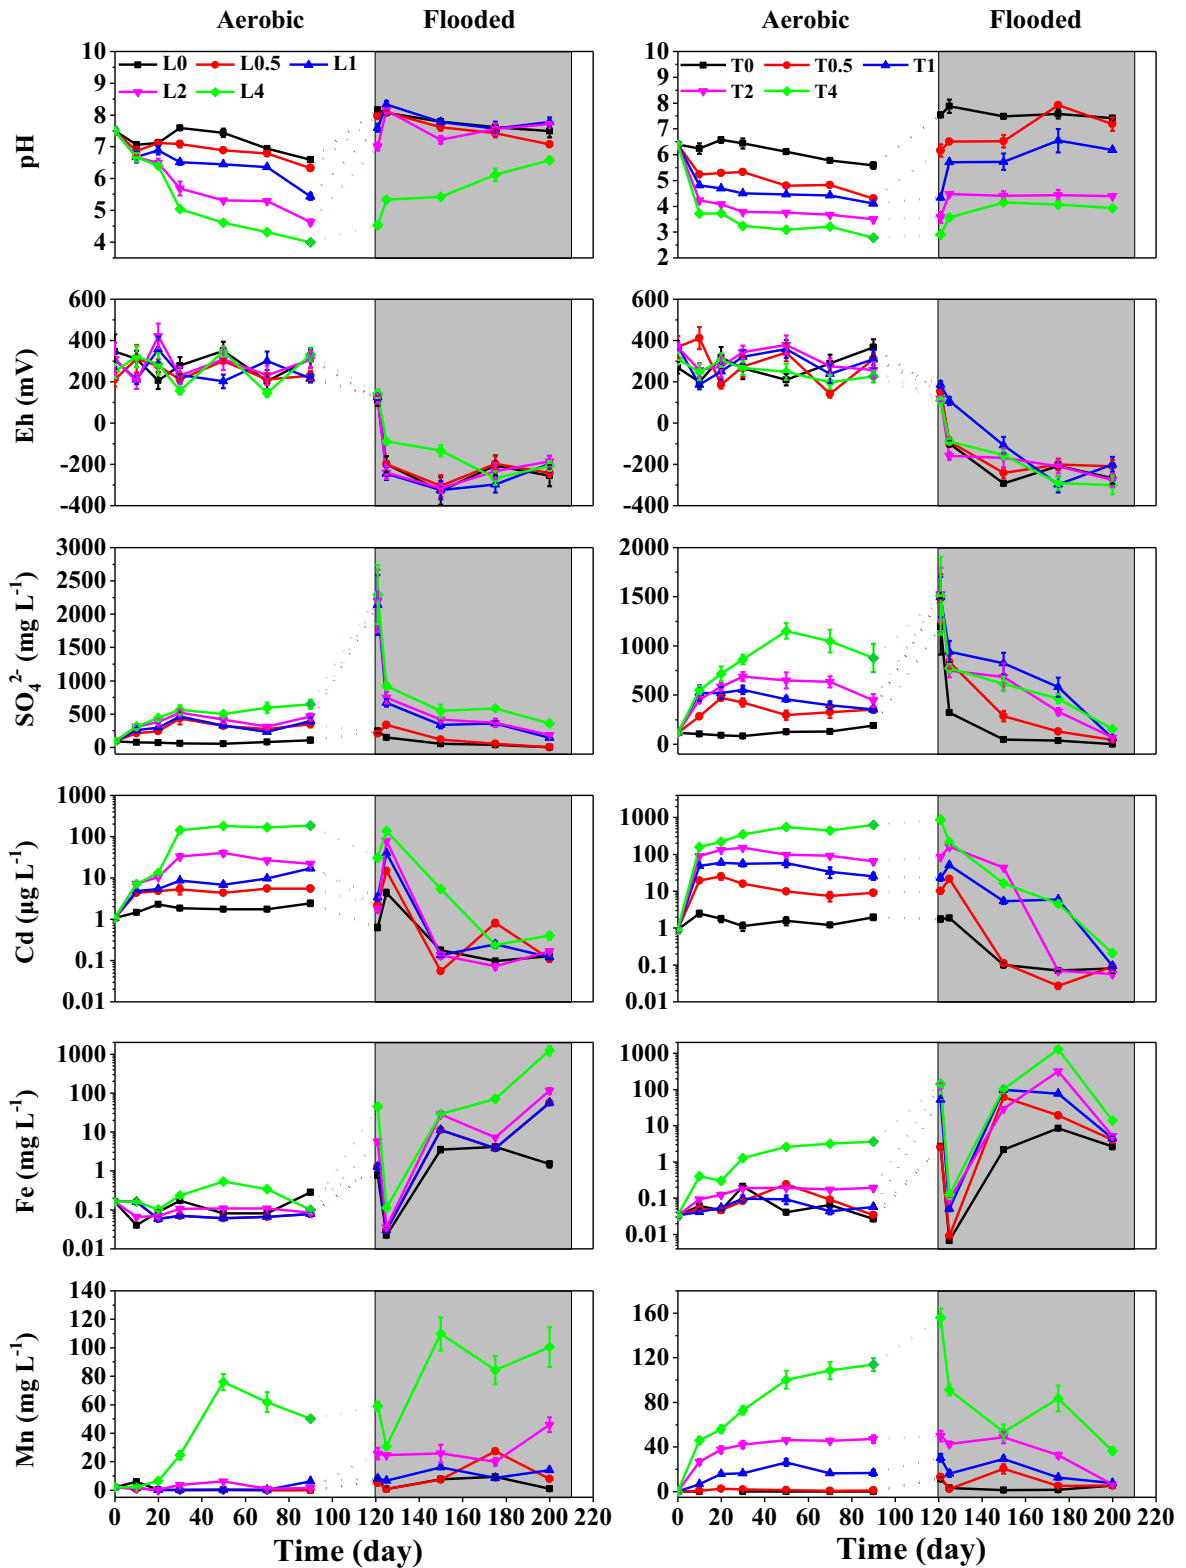 Aerobic Flooded Aerobic Flooded
10 9 8 7 6 5 4
pH
L0 L0.5 L1
L2 L4
10 9 8 7 6 5 4 3 2
T0 T0.5 T1
T2 T4
600 400 200 0 -200 -400
Eh (mV)
600 400 200 0 -200 -400
3000 2500 2000 1500 1000 500 0
SO₄²⁻ (mg L⁻¹)
2000 1500 1000 500 0
1000 100 10 1 0.1 0.01
Cd (µg L⁻¹)
1000 100 10 1 0.1 0.01
1000 100 10 1 0.1 0.01
Fe (mg L⁻¹)
1000 100 10 1 0.1 0.01
140 120 100 80 60 40 20 0
Mn (mg L⁻¹)
160 120 80 40 0
0 20 40 60 80 100 120 140 160 180 200 220
0 20 40 60 80 100 120 140 160 180 200 220
Time (day) Time (day)